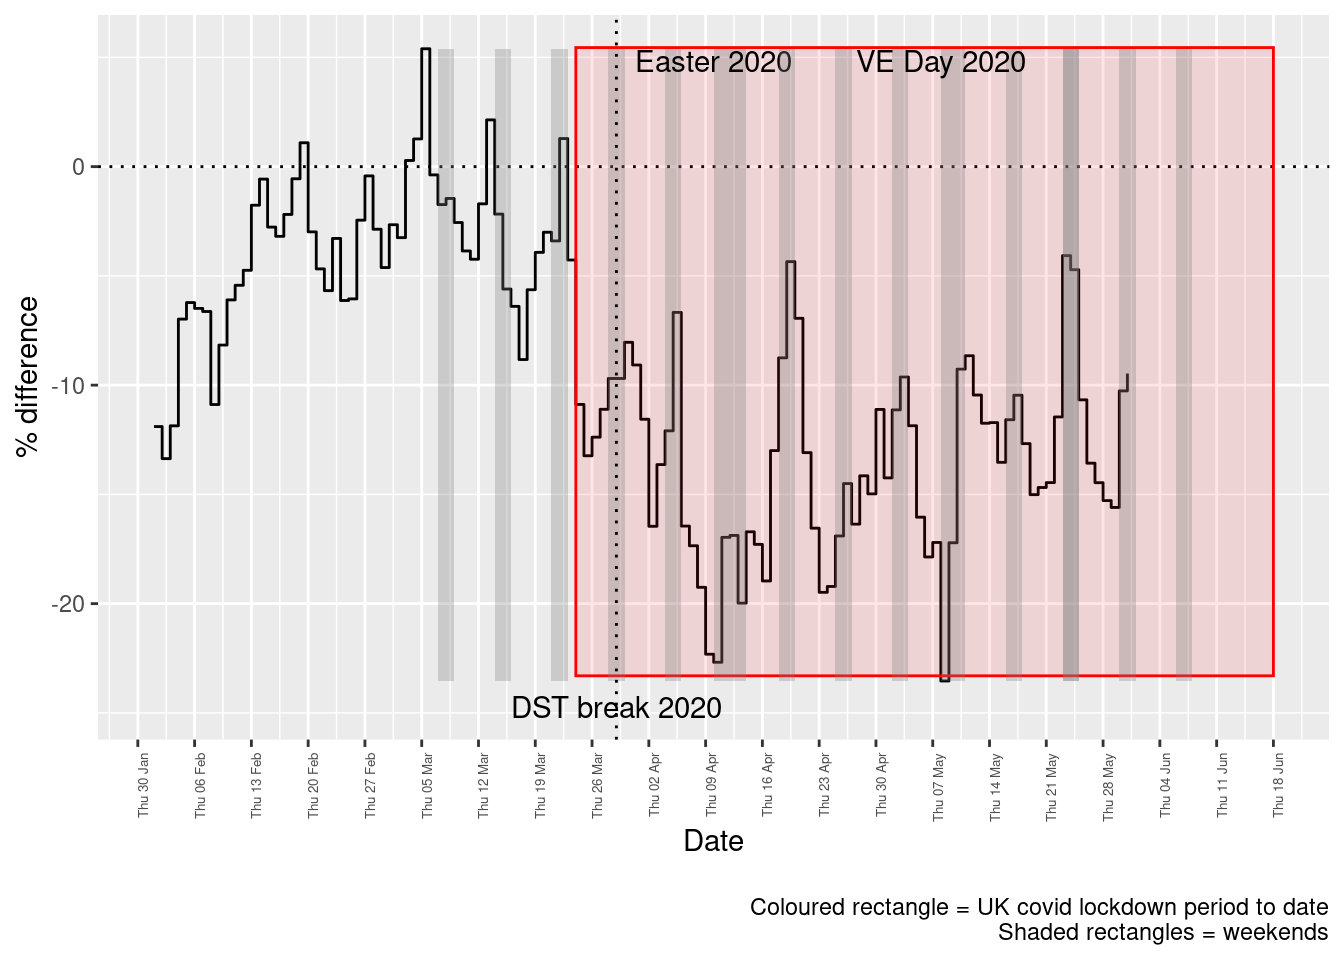 Easter 2020
VE Day 2020
0
-10
-20
% difference
DST break 2020
Thu 30 Jan
Thu 06 Feb
Thu 13 Feb
Thu 20 Feb
Thu 27 Feb
Thu 05 Mar
Thu 12 Mar
Thu 19 Mar
Thu 26 Mar
Thu 02 Apr
Thu 09 Apr
Thu 16 Apr
Thu 23 Apr
Thu 30 Apr
Thu 07 May
Thu 14 May
Thu 21 May
Thu 28 May
Thu 04 Jun
Thu 11 Jun
Thu 18 Jun
Date
Coloured rectangle = UK covid lockdown period to date
Shaded rectangles = weekends